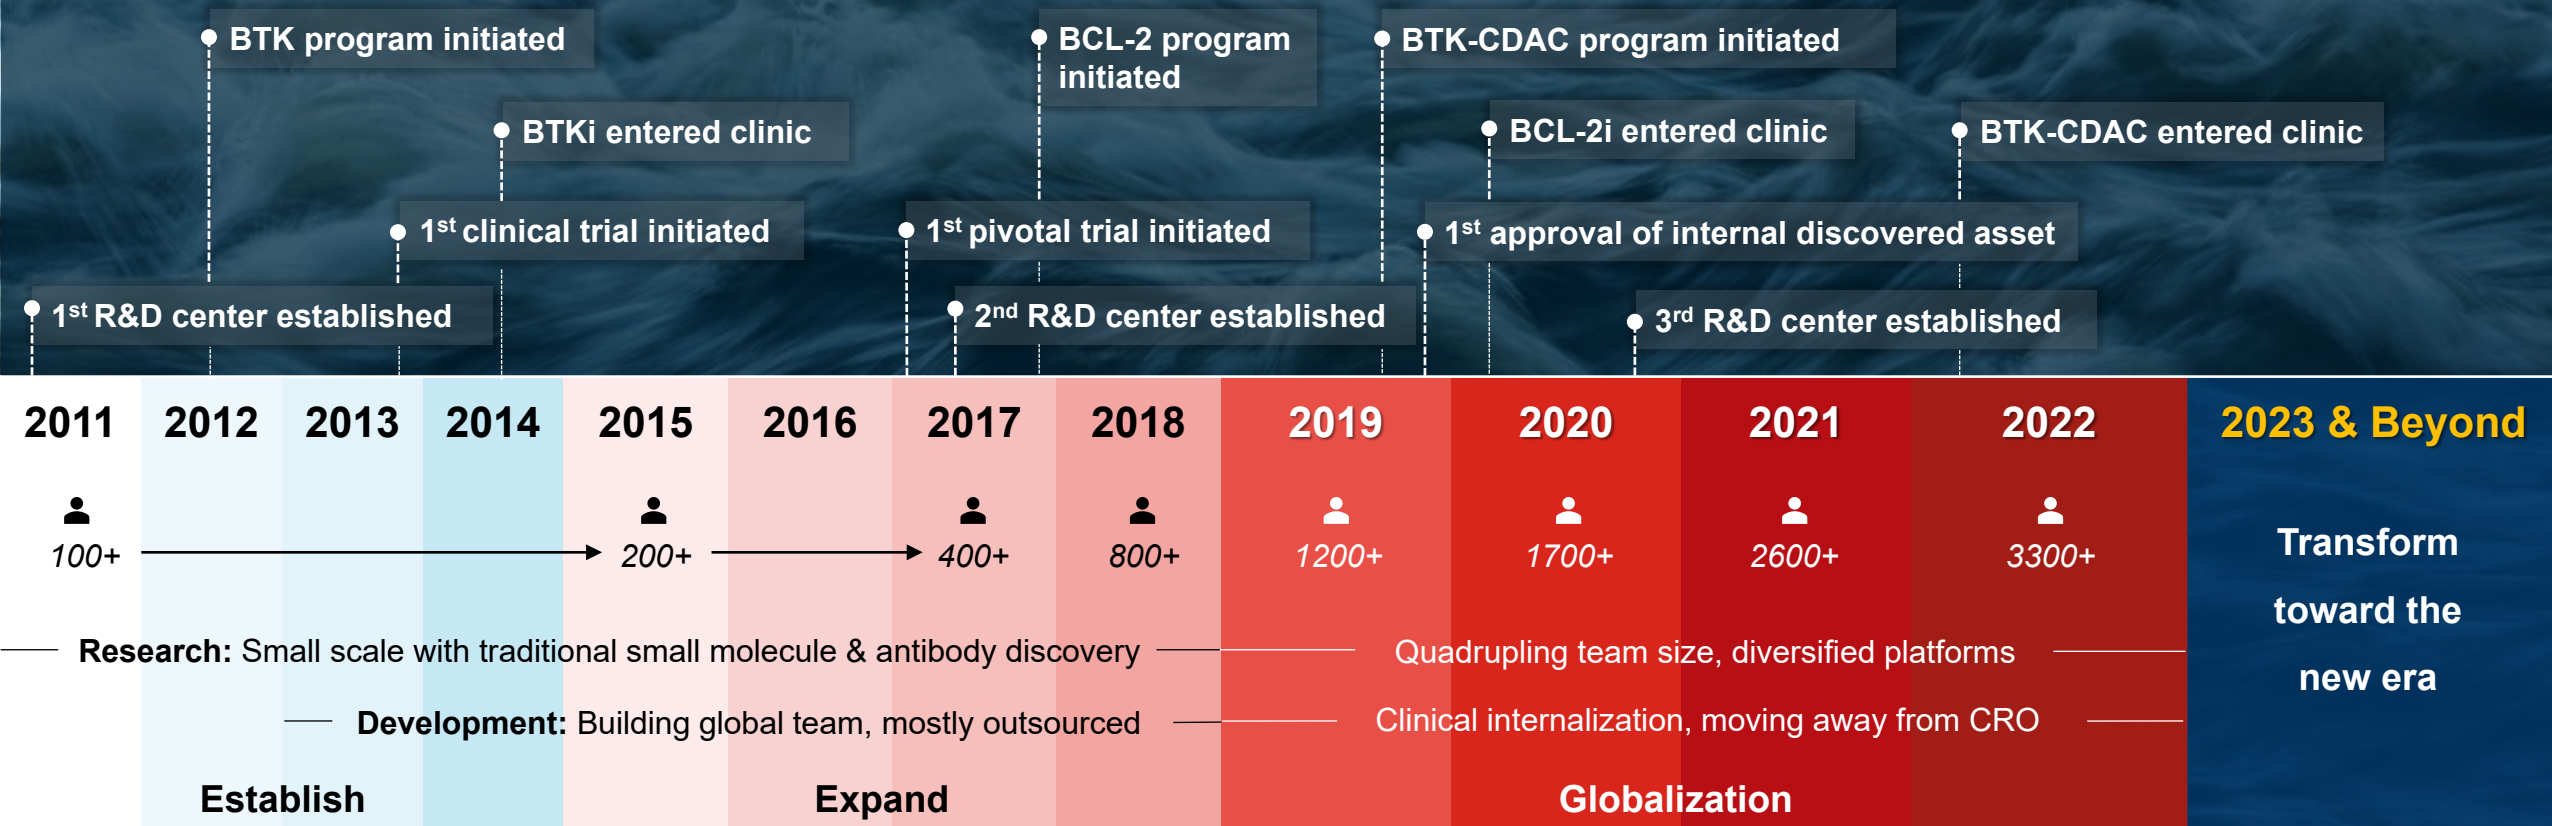 BTK program initiated
BCL-2 program
initiated
BTK-CDAC program initiated
BTKi entered clinic
BCL-2i entered clinic
BTK-CDAC entered clinic
1st clinical trial initiated
1st pivotal trial initiated
1st approval of internal discovered asset
1st R&D center established
2nd R&D center established
3rd R&D center established
2011 2012 2013 2014 2015 2016 2017 2018 2019 2020 2021 2022 2023 & Beyond
100+ 200+ 400+ 800+ 1200+ 1700+ 2600+ 3300+
Transform
toward the
new era
Research: Small scale with traditional small molecule & antibody discovery
Quadrupling team size, diversified platforms
Development: Building global team, mostly outsourced
Clinical internalization, moving away from CRO
Establish
Expand
Globalization